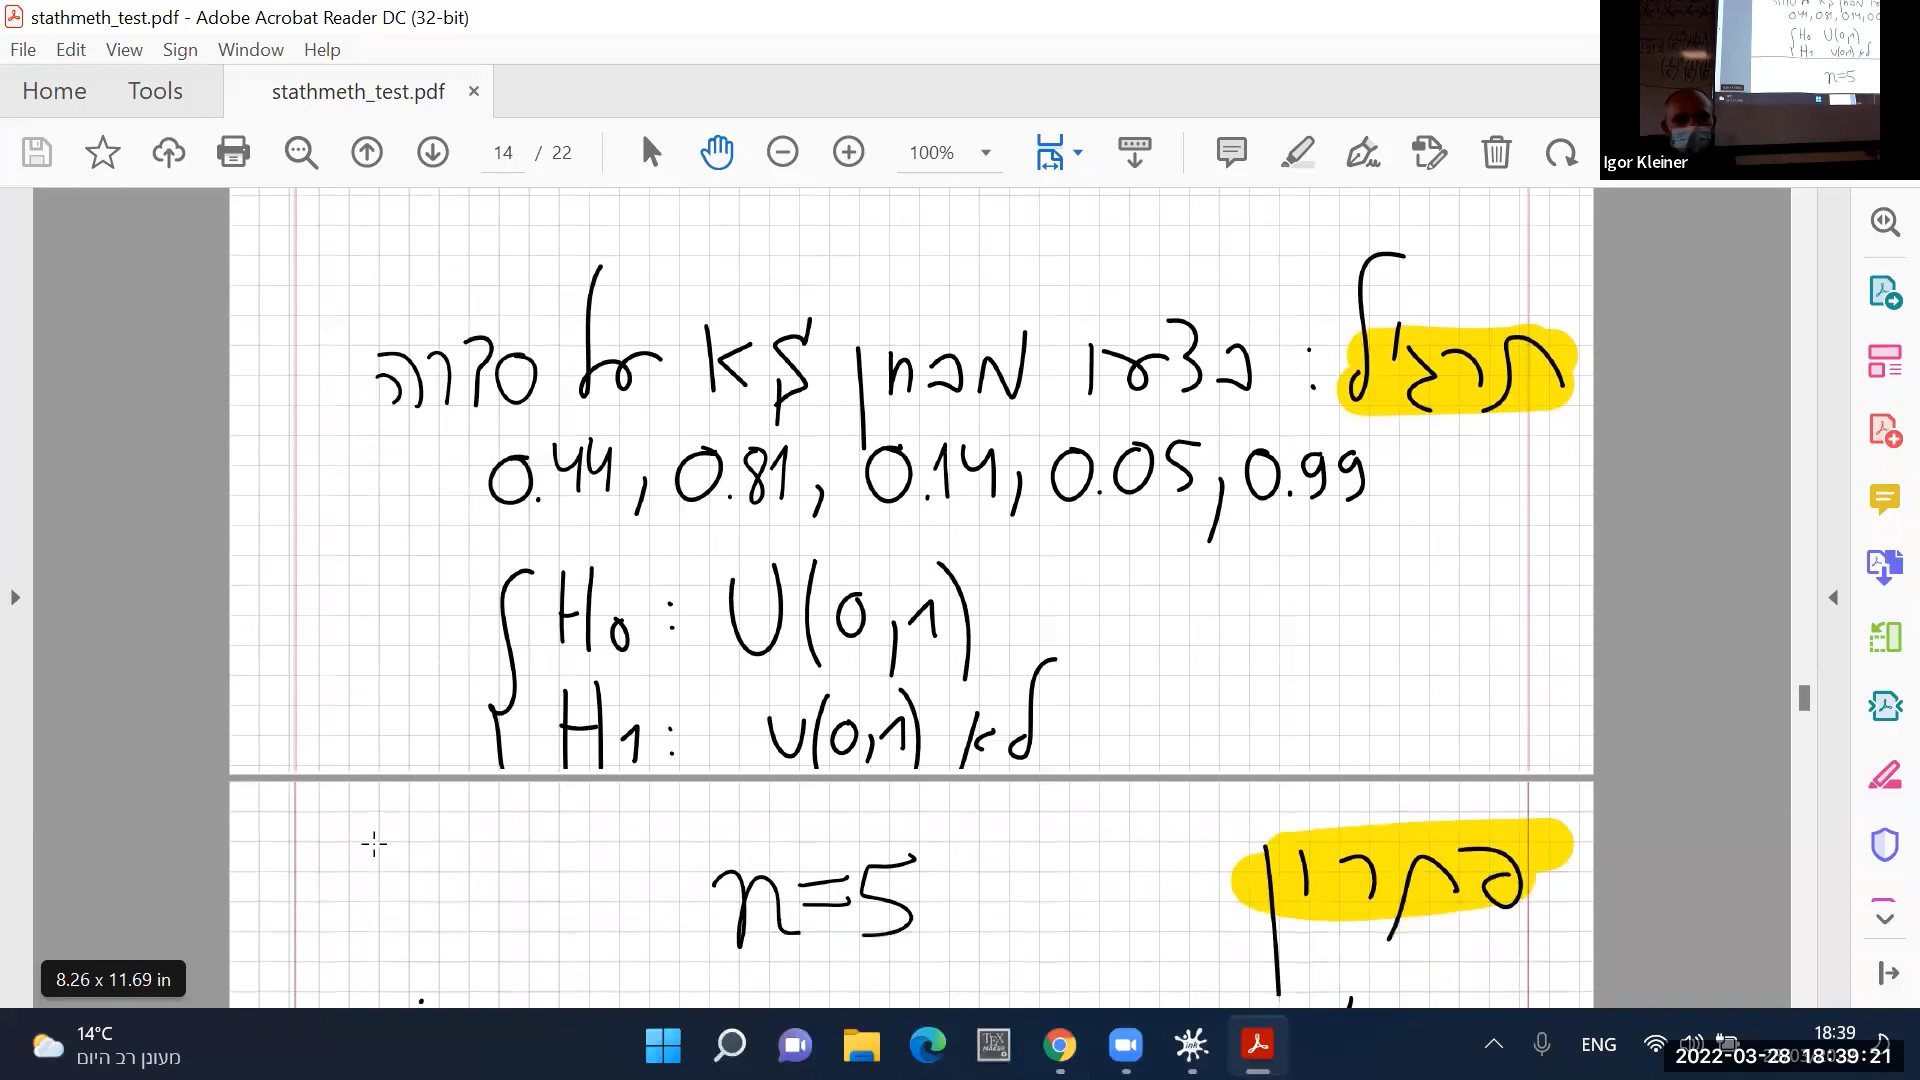 stathmeth_test.pdf - Adobe Acrobat Reader DC (32-bit)
File Edit View Sign Window Help
Home Tools stathmeth_test.pdf
14 / 22 100%
Igor Kleiner
תרגיל : בצעו מבחן קס על סדרה
0.44, 0.81, 0.14, 0.05, 0.99
H0 : U(0,1)
H1 : U(0,1) לא
פתרון n=5
8.26 x 11.69 in
14°C
מעונן רב היום
ENG
18:39
2022-03-28 18:39:21